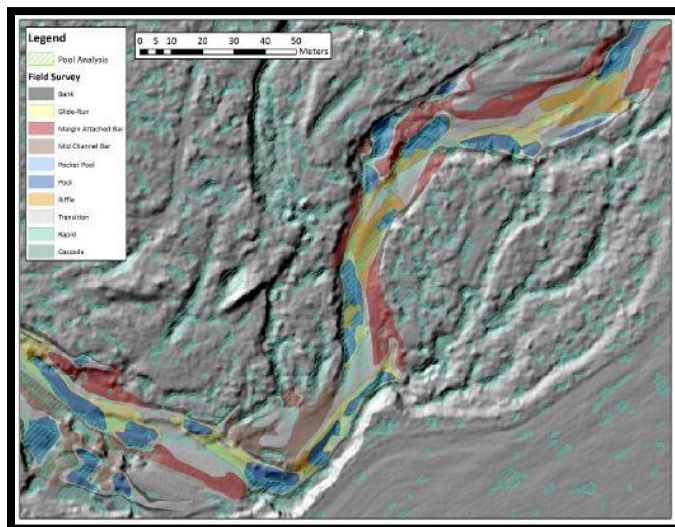 Legend
Pool Analysis
Field Survey
Bank
Glide-Run
Margin Attached Bar
Mid Channel Bar
Pocket Pool
Pool
Riffle
Transition
Rapid
Cascade
0 5 10 20 30 40 50
Meters